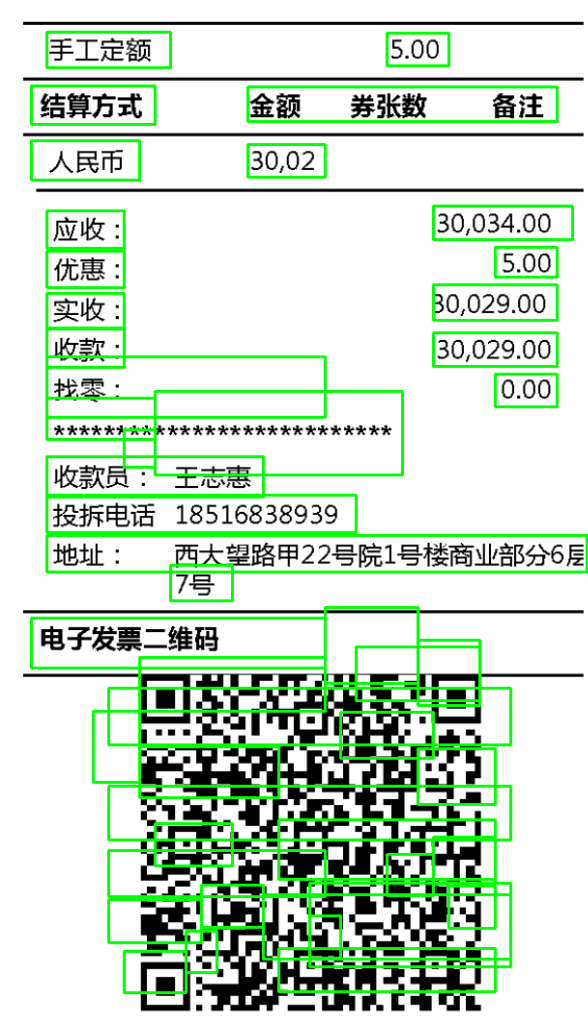 手工定额 5.00
结算方式 金额 券张数 备注
人民币 30,02
应收： 30,034.00
优惠： 5.00
实收： 30,029.00
收款： 30,029.00
找零： 0.00
***************************
收款员： 王志惠
投拆电话 18516838939
地址： 西大望路甲22号院1号楼商业部分6层
7号
电子发票二维码